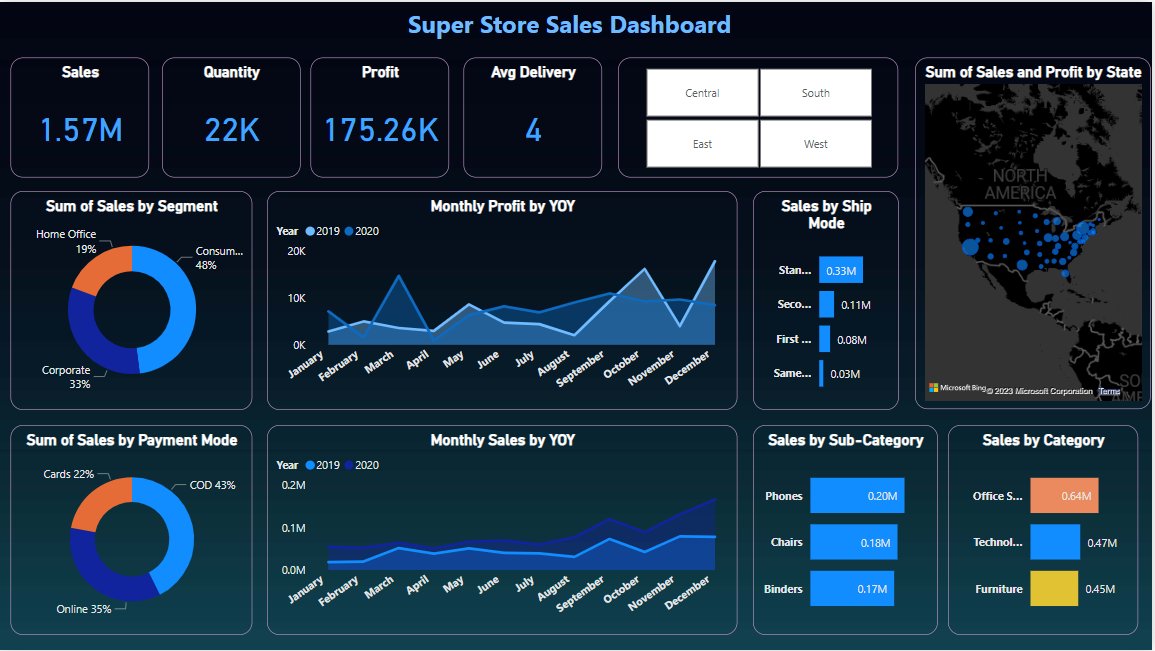 Super Store Sales Dashboard
Sales
1.57M
Quantity
22K
Profit
175.26K
Avg Delivery
4
Central
South
East
West
Sum of Sales and Profit by State
NORTH
AMERICA
SO
AM
Microsoft Bing
© 2023 Microsoft Corporation Terms
Sum of Sales by Segment
Home Office
19%
Consum...
48%
Corporate
33%
Monthly Profit by YOY
Year 2019 2020
20K
10K
0K
January
February
March
April
May
June
July
August
September
October
November
December
Sales by Ship
Mode
Stan... 0.33M
Seco... 0.11M
First ... 0.08M
Same... 0.03M
Sum of Sales by Payment Mode
Cards 22%
COD 43%
Online 35%
Monthly Sales by YOY
Year 2019 2020
0.2M
0.1M
0.0M
January
February
March
April
May
June
July
August
September
October
November
December
Sales by Sub-Category
Phones 0.20M
Chairs 0.18M
Binders 0.17M
Sales by Category
Office S... 0.64M
Technol... 0.47M
Furniture 0.45M